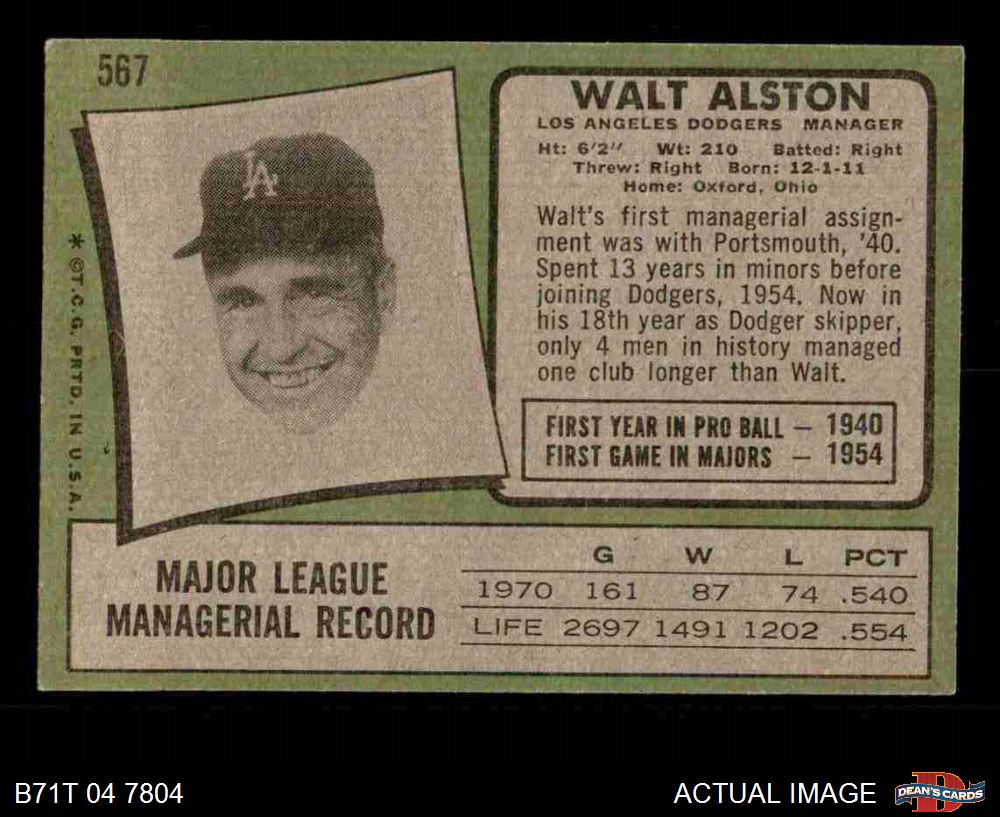 567
WALT ALSTON
LOS ANGELES DODGERS MANAGER
Ht: 6'2" Wt: 210 Batted: Right
Threw: Right Born: 12-1-11
Home: Oxford, Ohio
Walt's first managerial assign-
ment was with Portsmouth, '40.
Spent 13 years in minors before
joining Dodgers, 1954. Now in
his 18th year as Dodger skipper,
only 4 men in history managed
one club longer than Walt.
FIRST YEAR IN PRO BALL — 1940
FIRST GAME IN MAJORS — 1954
LA
* ©T.C.G. PRTD. IN U.S.A.
MAJOR LEAGUE
MANAGERIAL RECORD
G W L PCT
1970 161 87 74 .540
LIFE 2697 1491 1202 .554
B71T 04 7804
ACTUAL IMAGE
D
DEAN'S CARDS